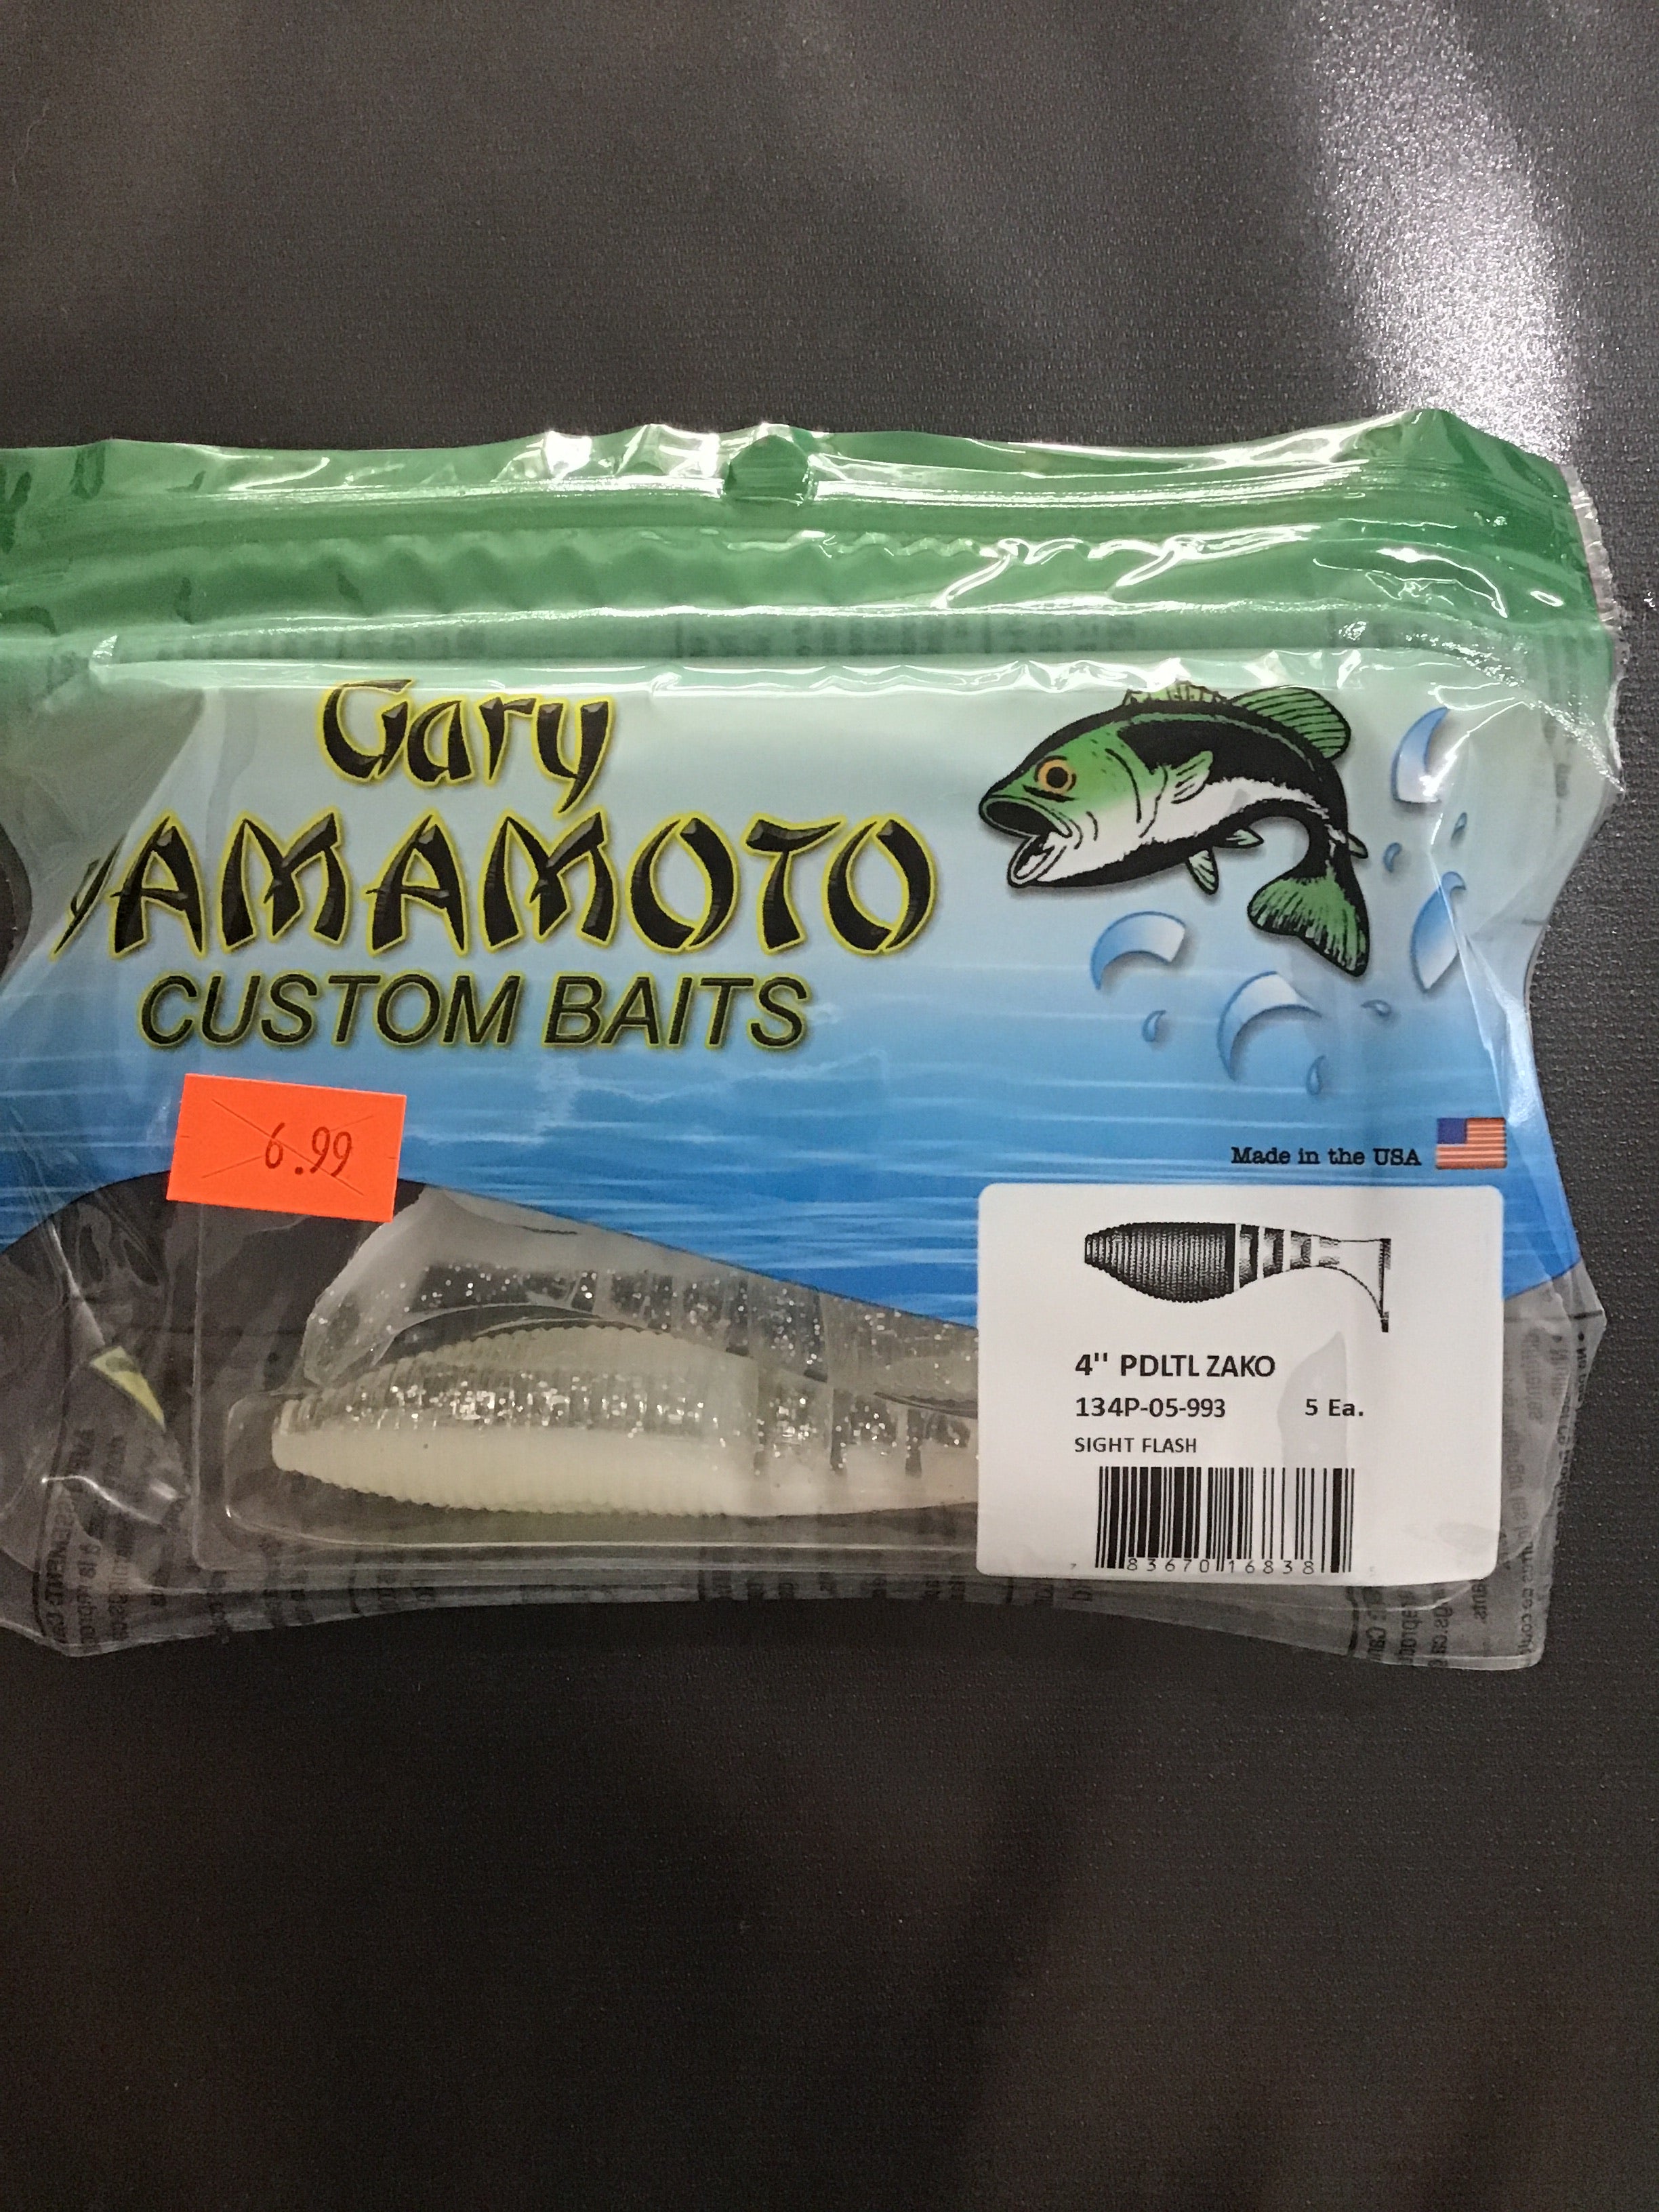 Gary
YAMAMOTO
CUSTOM BAITS
6.99
Made in the USA
4" PDLTL ZAKO
134P-05-993 5 Ea.
SIGHT FLASH
7 83670 16838